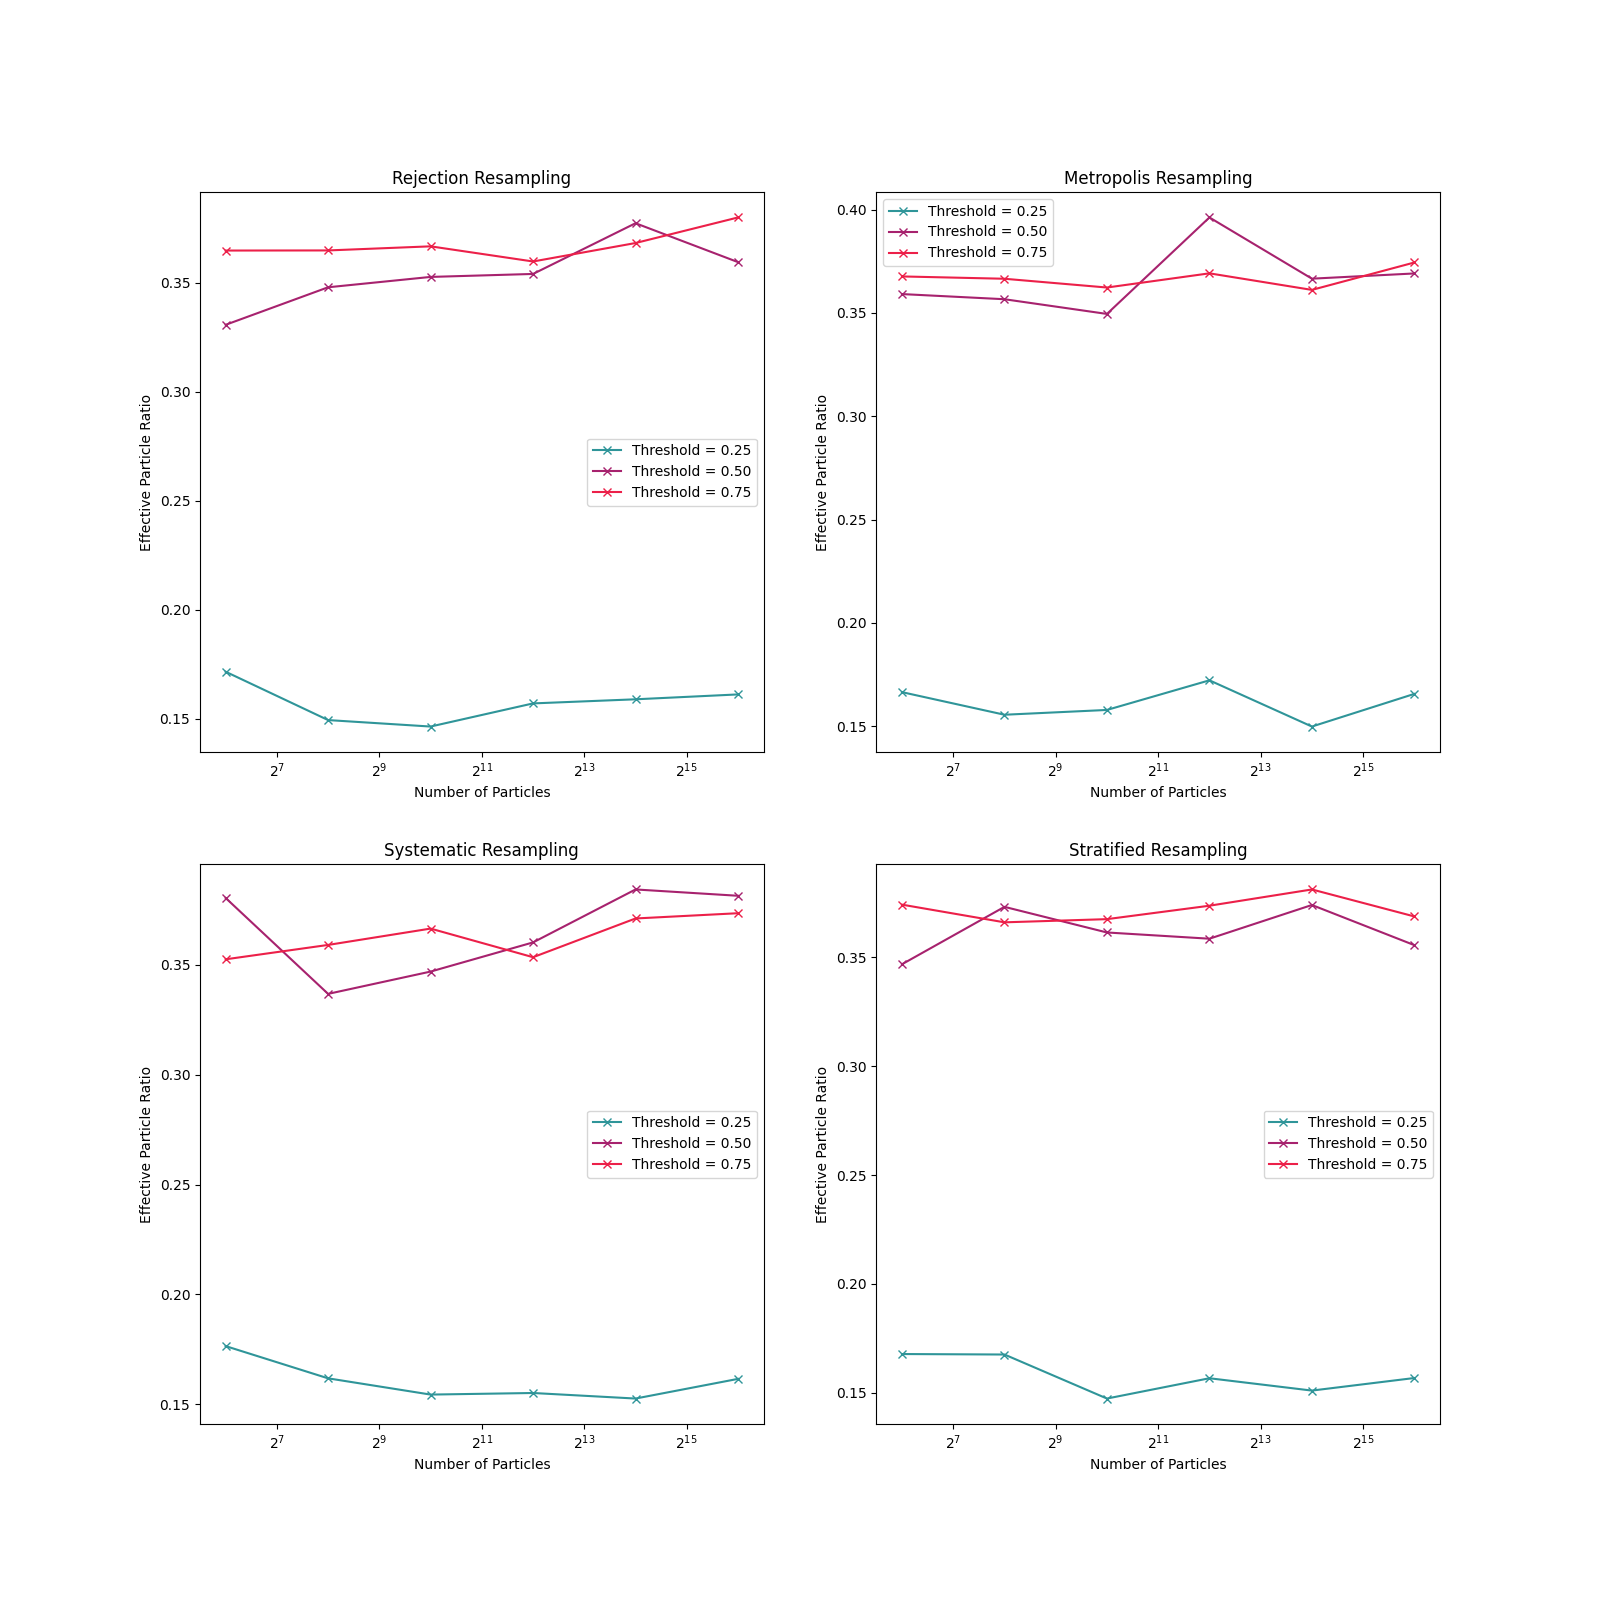 Rejection Resampling
Effective Particle Ratio
0.35
0.30
0.25
0.20
0.15
Threshold = 0.25
Threshold = 0.50
Threshold = 0.75
2^7 2^9 2^11 2^13 2^15
Number of Particles
Metropolis Resampling
Effective Particle Ratio
0.40
0.35
0.30
0.25
0.20
0.15
Threshold = 0.25
Threshold = 0.50
Threshold = 0.75
2^7 2^9 2^11 2^13 2^15
Number of Particles
Systematic Resampling
Effective Particle Ratio
0.35
0.30
0.25
0.20
0.15
Threshold = 0.25
Threshold = 0.50
Threshold = 0.75
2^7 2^9 2^11 2^13 2^15
Number of Particles
Stratified Resampling
Effective Particle Ratio
0.35
0.30
0.25
0.20
0.15
Threshold = 0.25
Threshold = 0.50
Threshold = 0.75
2^7 2^9 2^11 2^13 2^15
Number of Particles